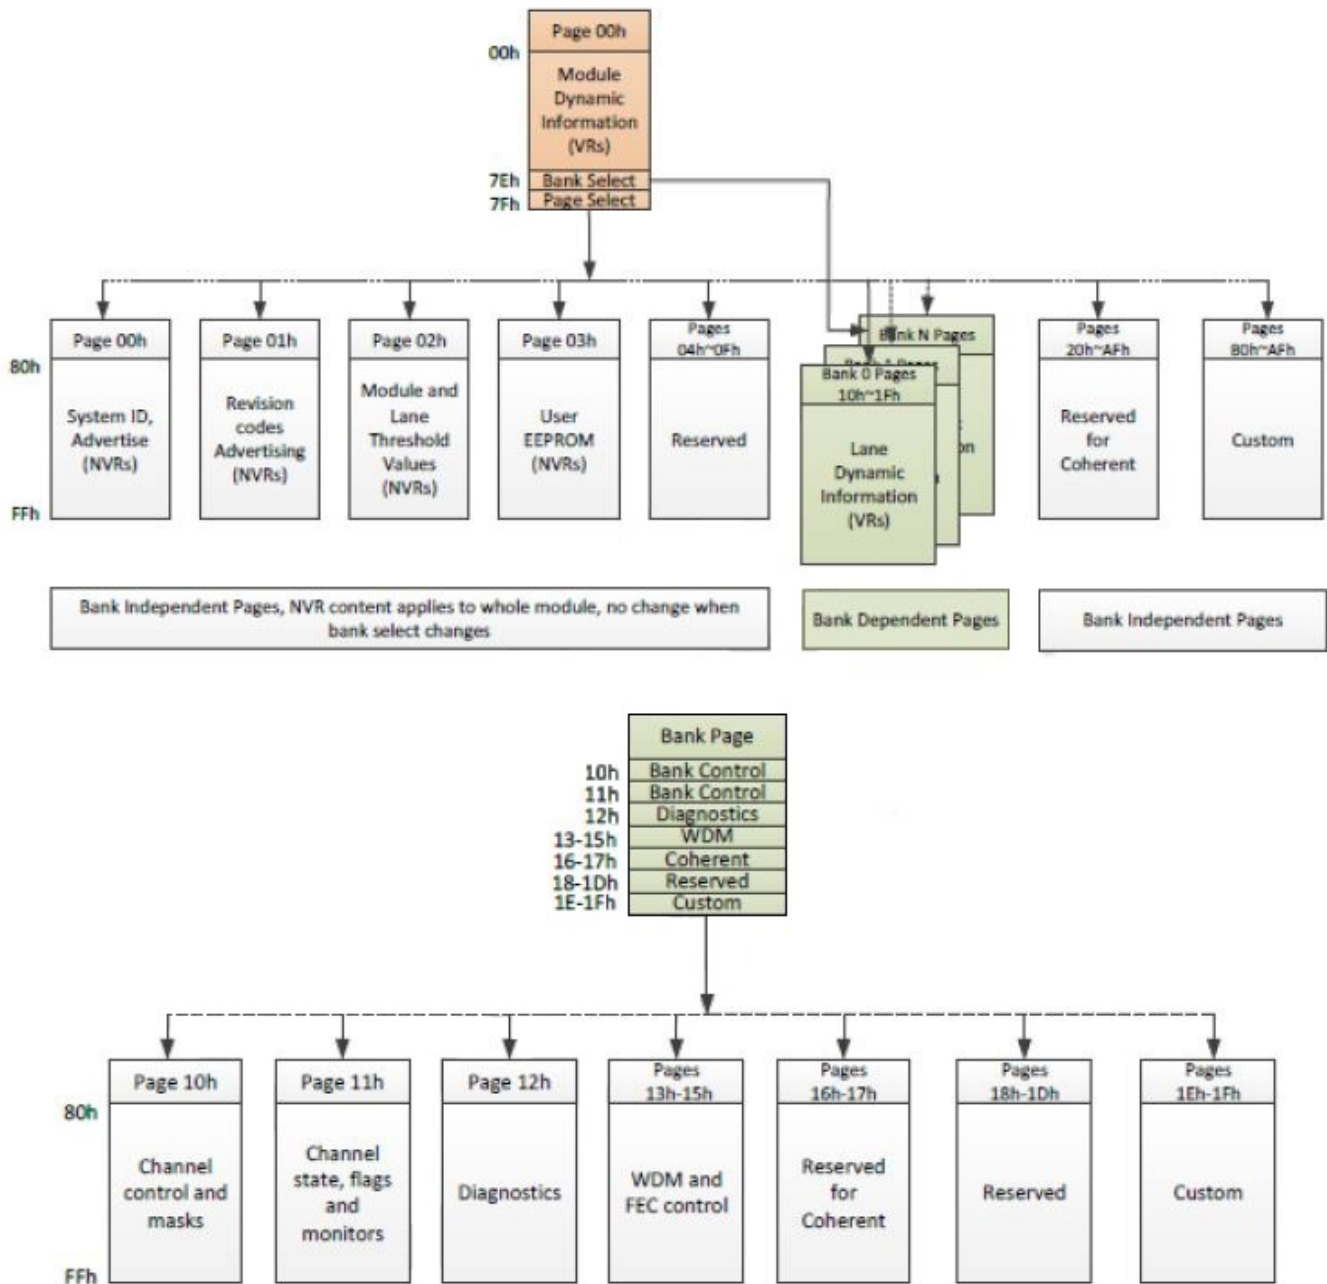 Page 00h
00h
Module
Dynamic
Information
(VRs)
7Eh Bank Select
7Fh Page Select
Page 00h
80h
System ID,
Advertise
(NVRs)
FFh
Page 01h
Revision
codes
Advertising
(NVRs)
Page 02h
Module and
Lane
Threshold
Values
(NVRs)
Page 03h
User
EEPROM
(NVRs)
Pages
04h~0Fh
Reserved
Bank N Pages
Bank 0 Pages
10h~1Fh
Lane
Dynamic
Information
(VRs)
Pages
20h~AFh
Reserved
for
Coherent
Pages
B0h~AFh
Custom
Bank Independent Pages, NVR content applies to whole module, no change when
bank select changes
Bank Dependent Pages
Bank Independent Pages
Bank Page
10h Bank Control
11h Bank Control
12h Diagnostics
13-15h WDM
16-17h Coherent
18-1Dh Reserved
1E-1Fh Custom
Page 10h
80h
Channel
control and
masks
FFh
Page 11h
Channel
state, flags
and
monitors
Page 12h
Diagnostics
Pages
13h-15h
WDM and
FEC control
Pages
16h-17h
Reserved
for
Coherent
Pages
18h-1Dh
Reserved
Pages
1Eh-1Fh
Custom